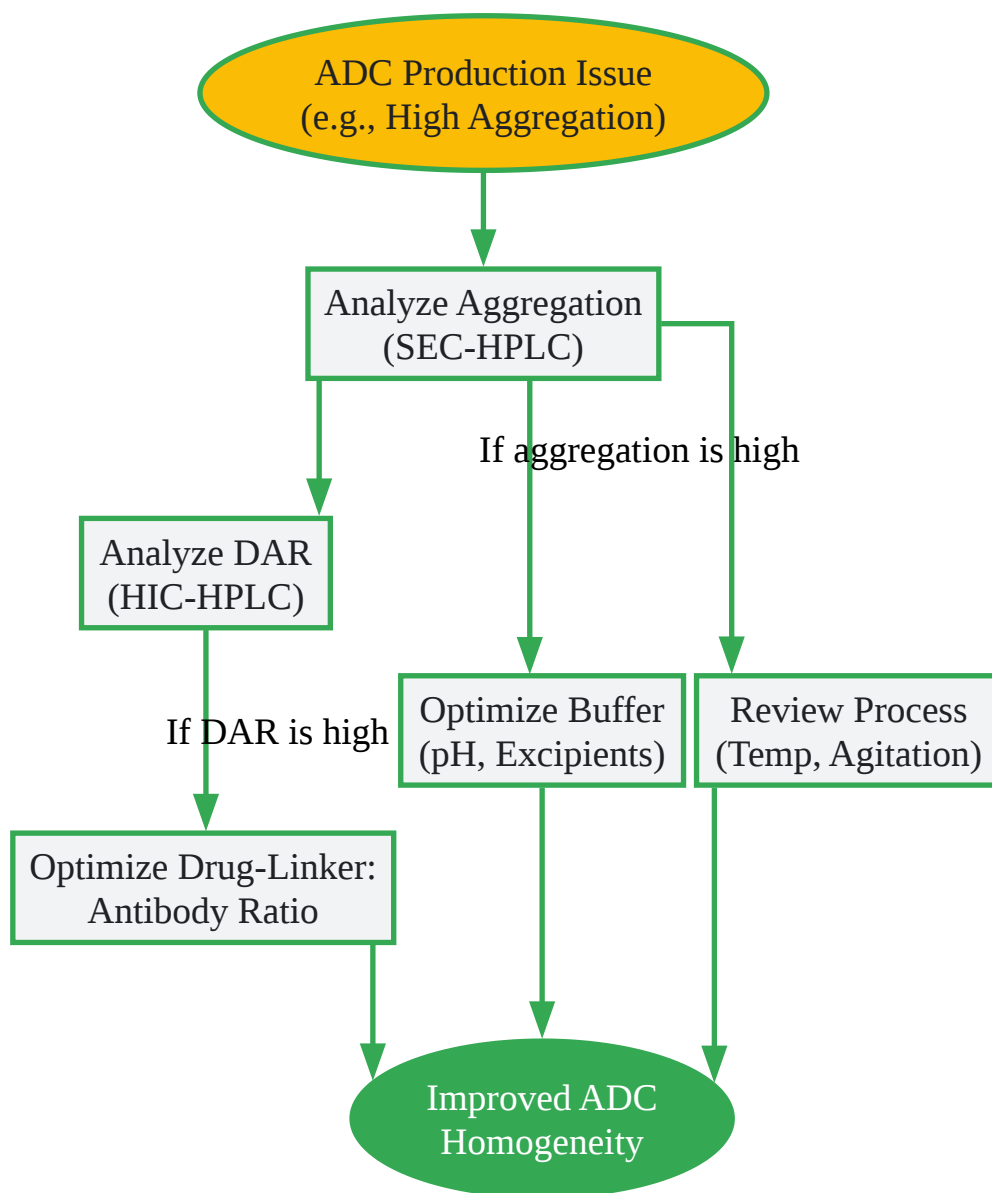 ADC Production Issue
(e.g., High Aggregation)
Analyze Aggregation
(SEC-HPLC)
If aggregation is high
Analyze DAR
(HIC-HPLC)
If DAR is high
Optimize Buffer
(pH, Excipients)
Review Process
(Temp, Agitation)
Optimize Drug-Linker:
Antibody Ratio
Improved ADC
Homogeneity